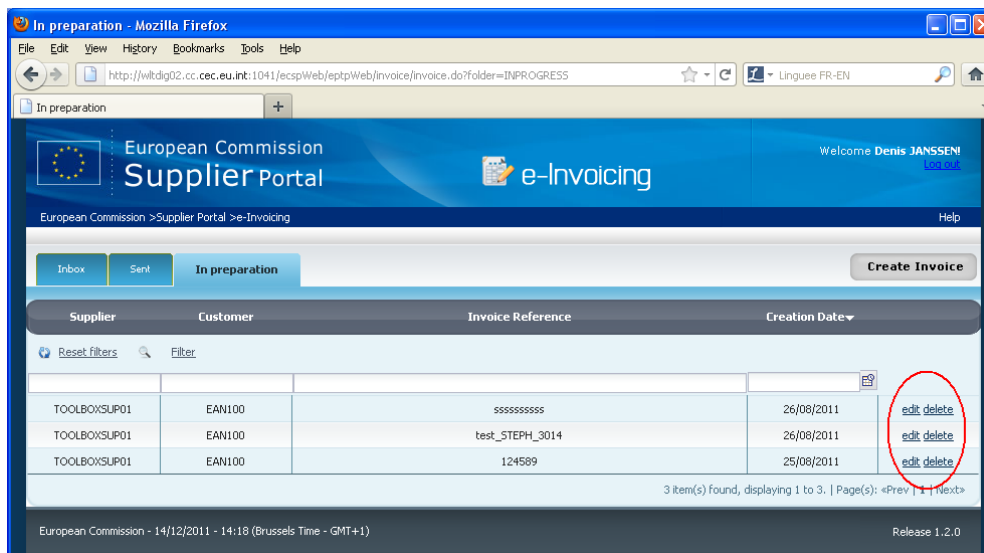 In preparation - Mozilla Firefox
File Edit View History Bookmarks Tools Help
http://wltdig02.cc.cec.eu.int:1041/ecspWeb/eptpWeb/invoice/invoice.do?folder=INPROGRESS Linguee FR-EN
In preparation +
European Commission
Supplier Portal
e-Invoicing
Welcome Denis JANSSEN!
Log out
European Commission >Supplier Portal >e-Invoicing Help
Inbox Sent In preparation Create Invoice
Supplier Customer Invoice Reference Creation Date
Reset filters Filter
TOOLBOXSUP01 EAN100 ssssssssss 26/08/2011 edit delete
TOOLBOXSUP01 EAN100 test_STEPH_3014 26/08/2011 edit delete
TOOLBOXSUP01 EAN100 124589 25/08/2011 edit delete
3 item(s) found, displaying 1 to 3. | Page(s): «Prev | 1 | Next»
European Commission - 14/12/2011 - 14:18 (Brussels Time - GMT+1) Release 1.2.0